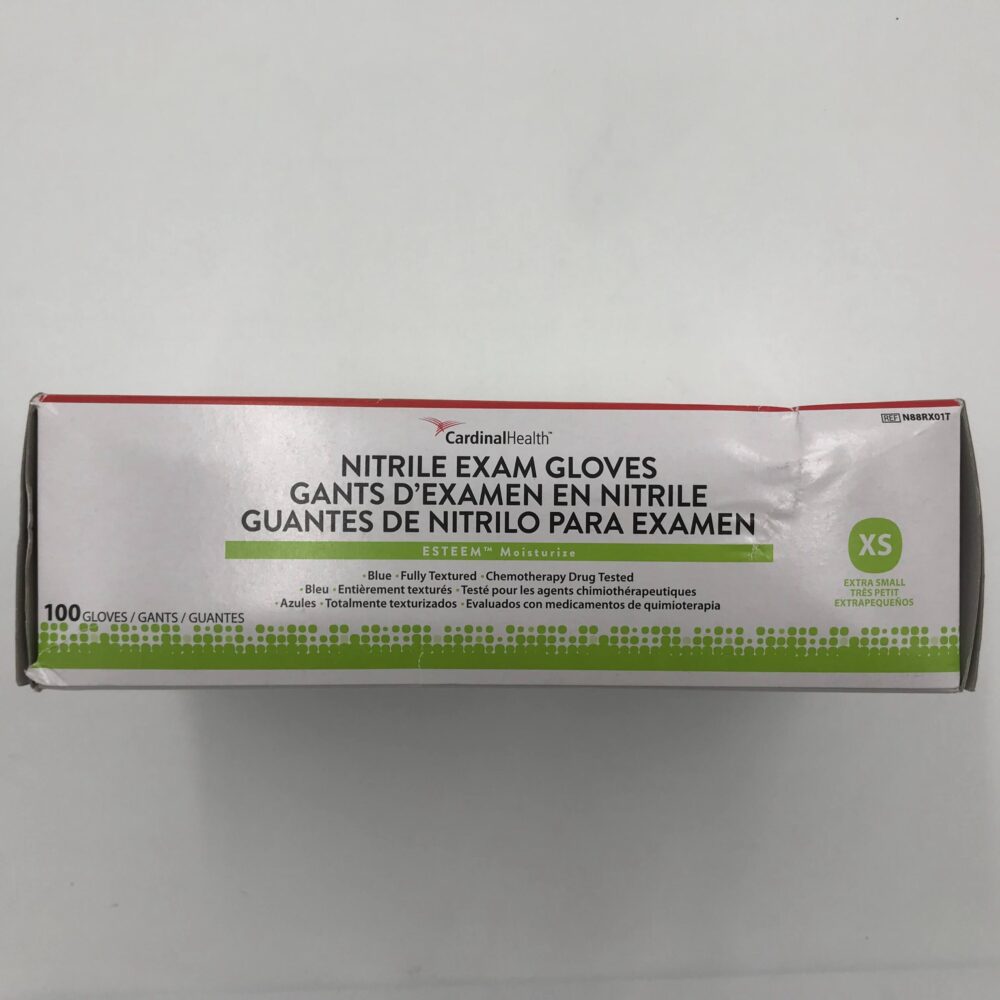 REF N88RX01T
CardinalHealth™
NITRILE EXAM GLOVES
GANTS D'EXAMEN EN NITRILE
GUANTES DE NITRILO PARA EXAMEN
ESTEEM™ Moisturize
• Blue • Fully Textured • Chemotherapy Drug Tested
• Bleu • Entièrement texturés • Testé pour les agents chimiothérapeutiques
• Azules • Totalmente texturizados • Evaluados con medicamentos de quimioterapia
XS
EXTRA SMALL
TRÈS PETIT
EXTRAPEQUEÑOS
100 GLOVES / GANTS / GUANTES